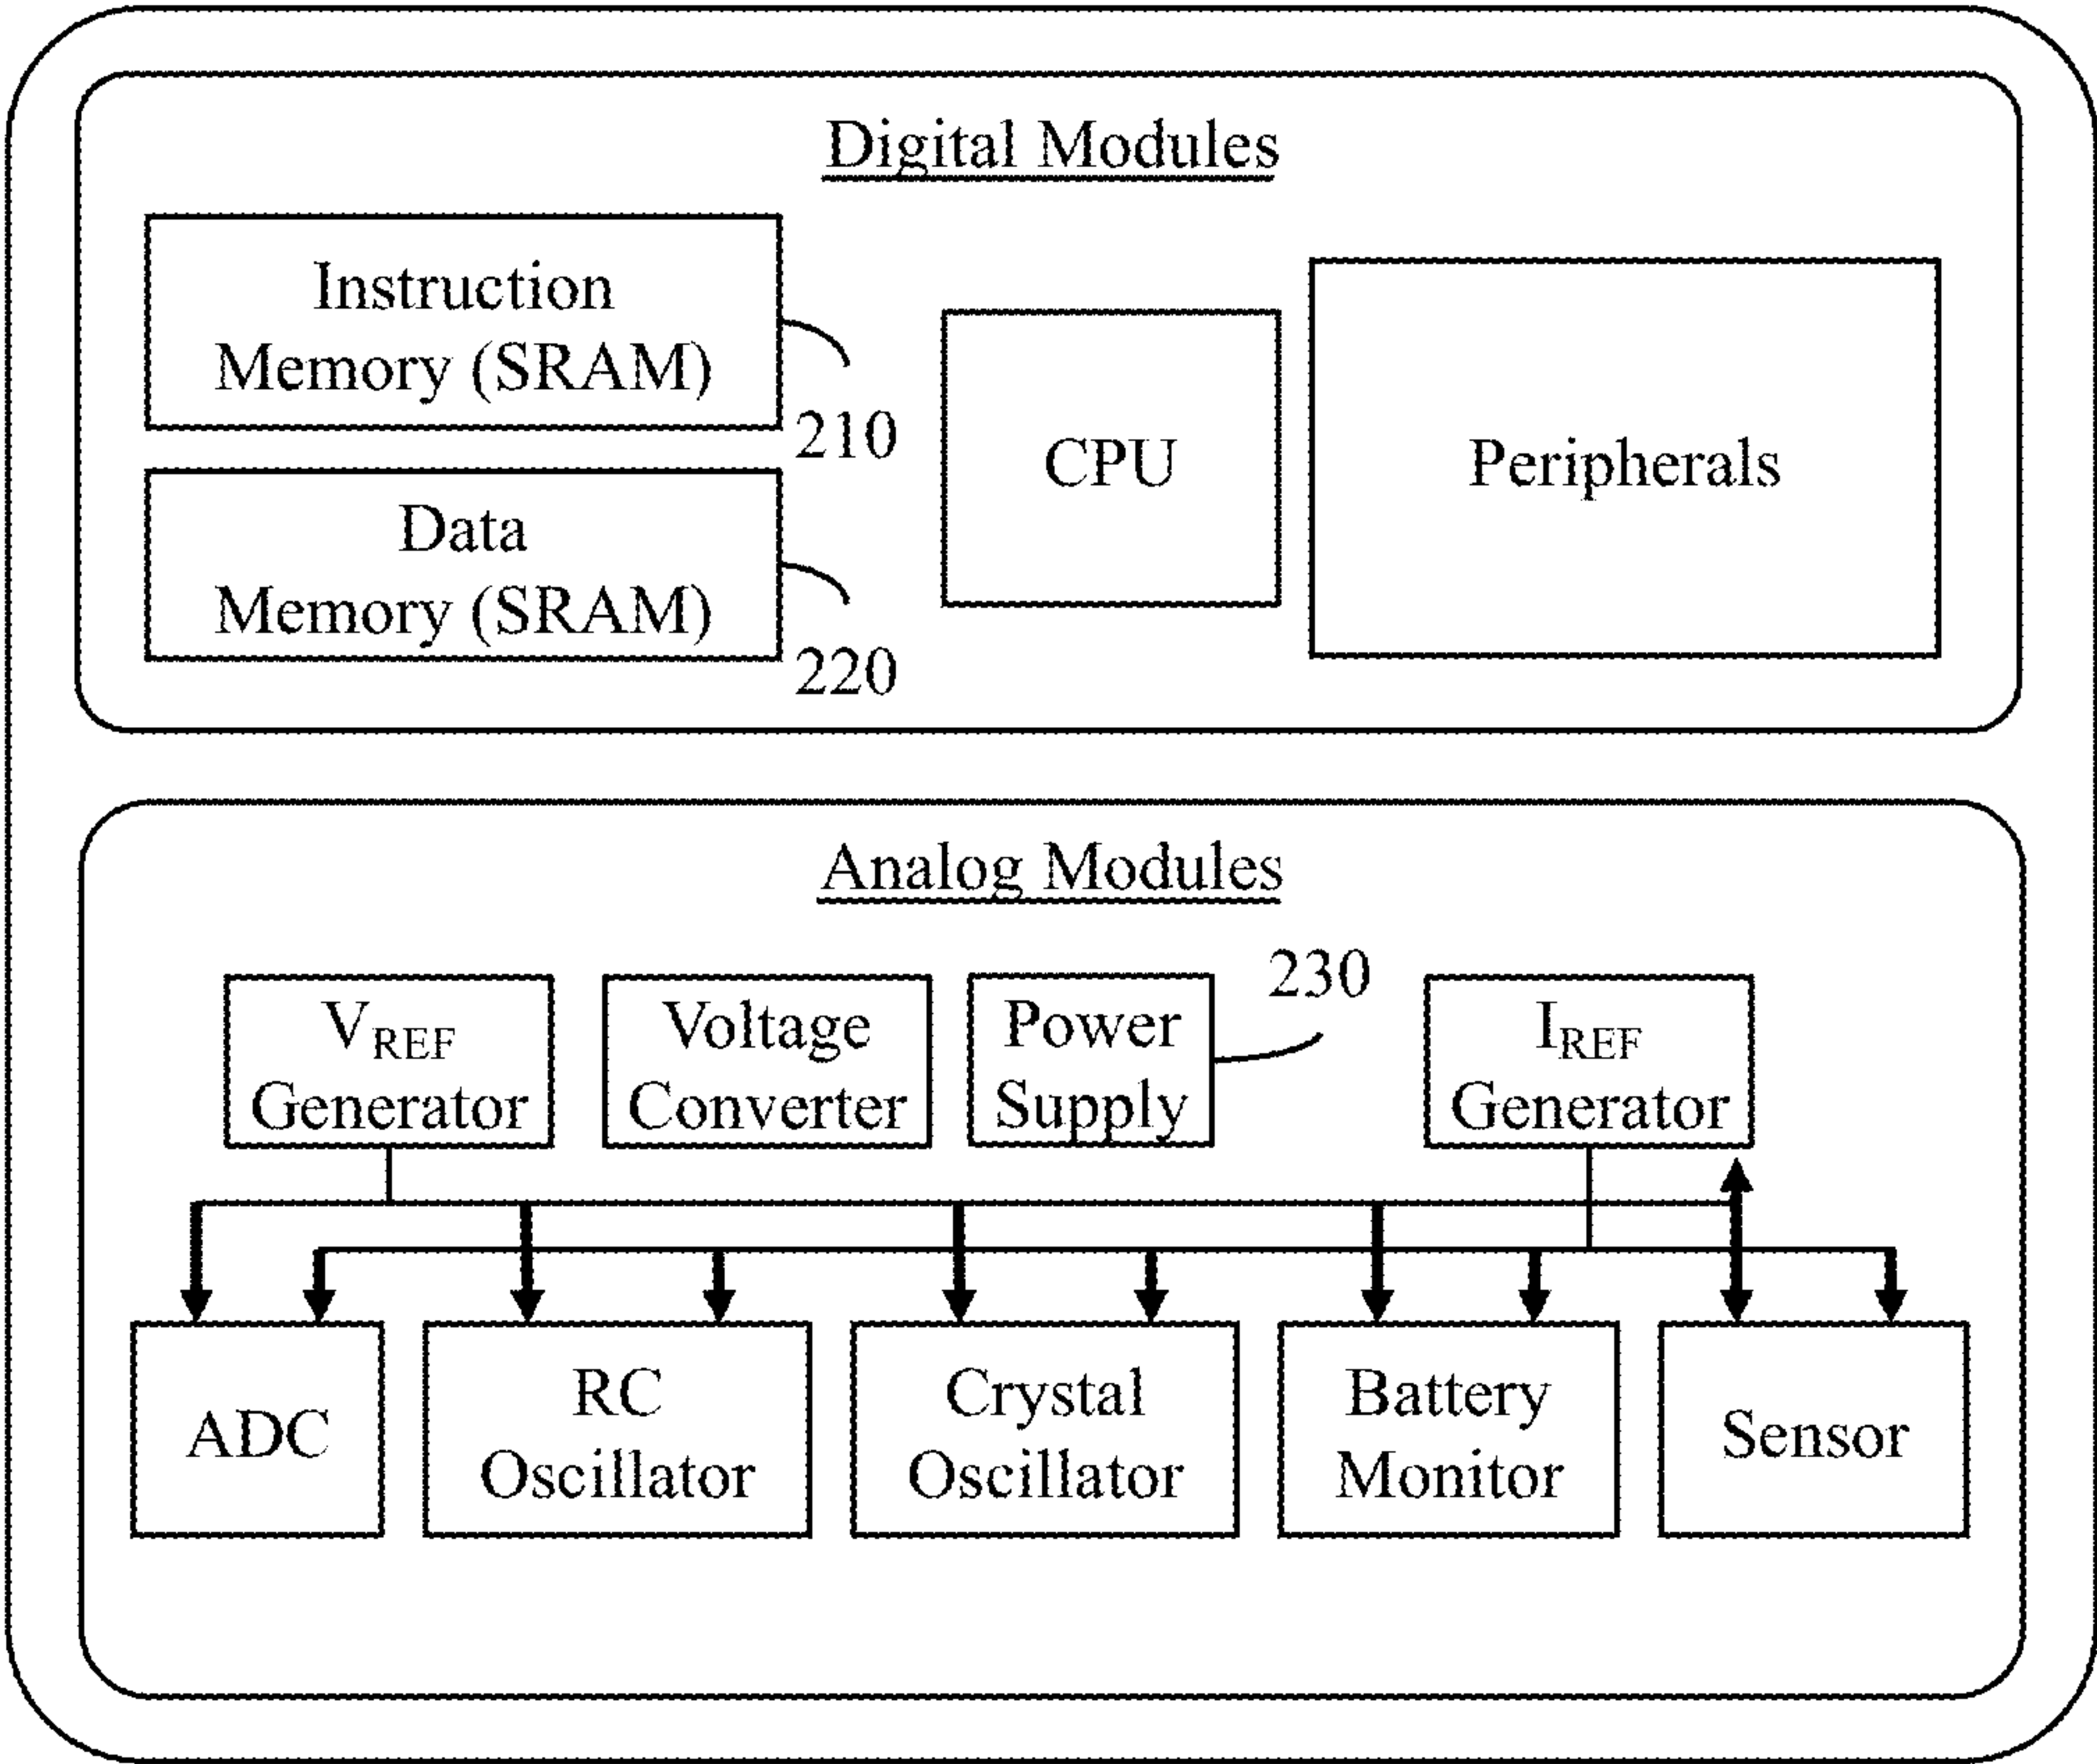 Digital Modules
Instruction
Memory (SRAM)
210
Data
Memory (SRAM)
220
CPU
Peripherals
Analog Modules
VREF
Generator
Voltage
Converter
Power
Supply
230
IREF
Generator
ADC
RC
Oscillator
Crystal
Oscillator
Battery
Monitor
Sensor